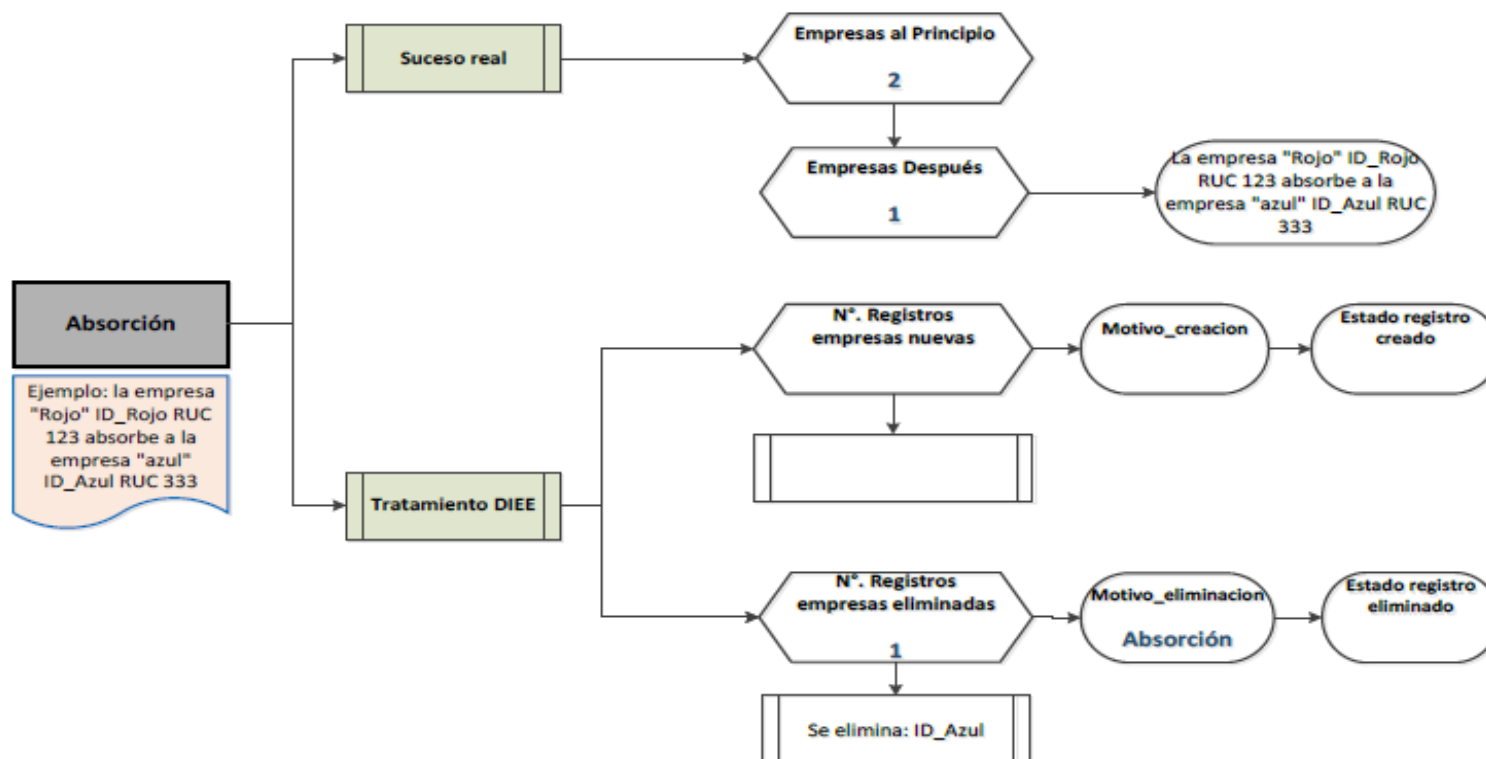 Suceso real
Empresas al Principio
2
Empresas Después
1
La empresa "Rojo" ID_Rojo
RUC 123 absorbe a la
empresa "azul" ID_Azul RUC
333
Absorción
Ejemplo: la empresa
"Rojo" ID_Rojo RUC
123 absorbe a la
empresa "azul"
ID_Azul RUC 333
Tratamiento DIEE
N°. Registros
empresas nuevas
Motivo_creacion
Estado registro
creado
N°. Registros
empresas eliminadas
1
Motivo_eliminacion
Absorción
Estado registro
eliminado
Se elimina: ID_Azul